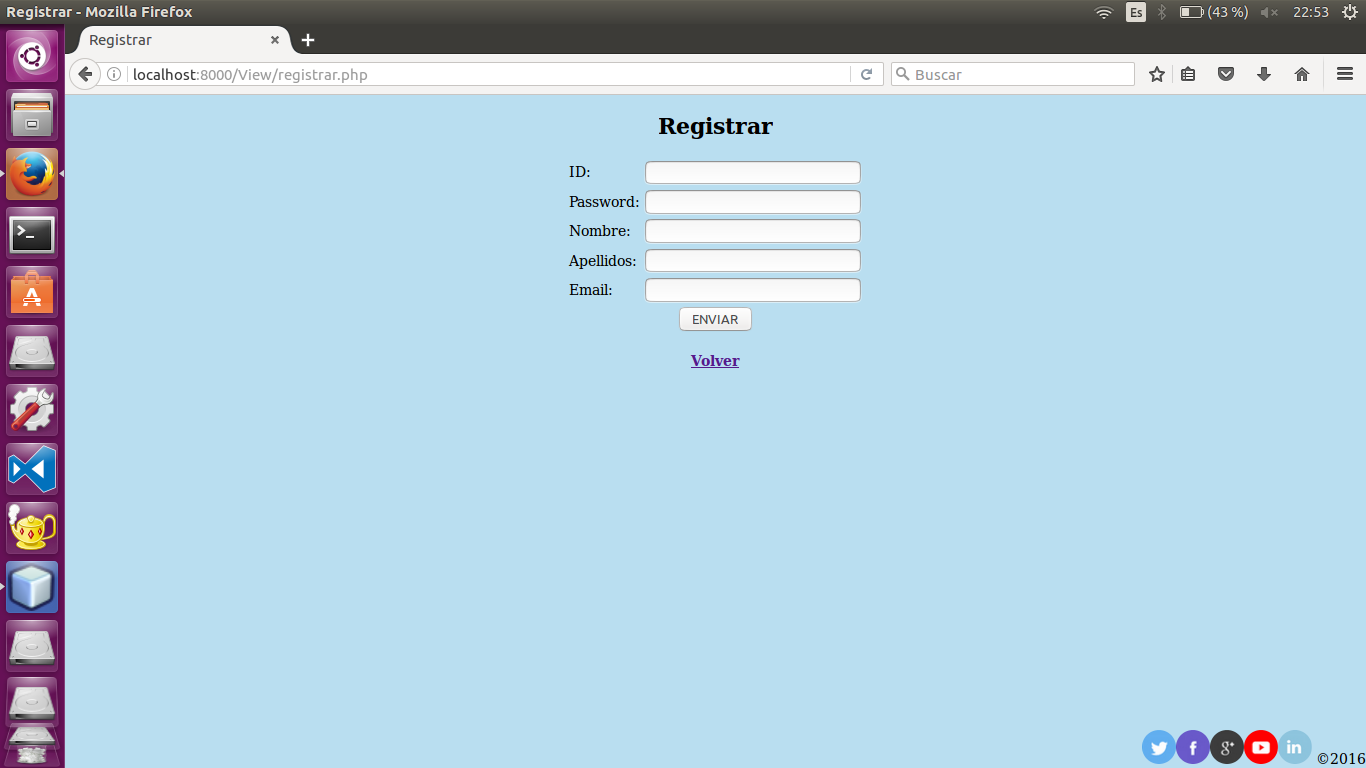 Registrar - Mozilla Firefox
Es
(43 %)
22:53
Registrar
localhost:8000/View/registrar.php
Buscar
Registrar
ID:
Password:
Nombre:
Apellidos:
Email:
ENVIAR
Volver
f
g+
in
©2016